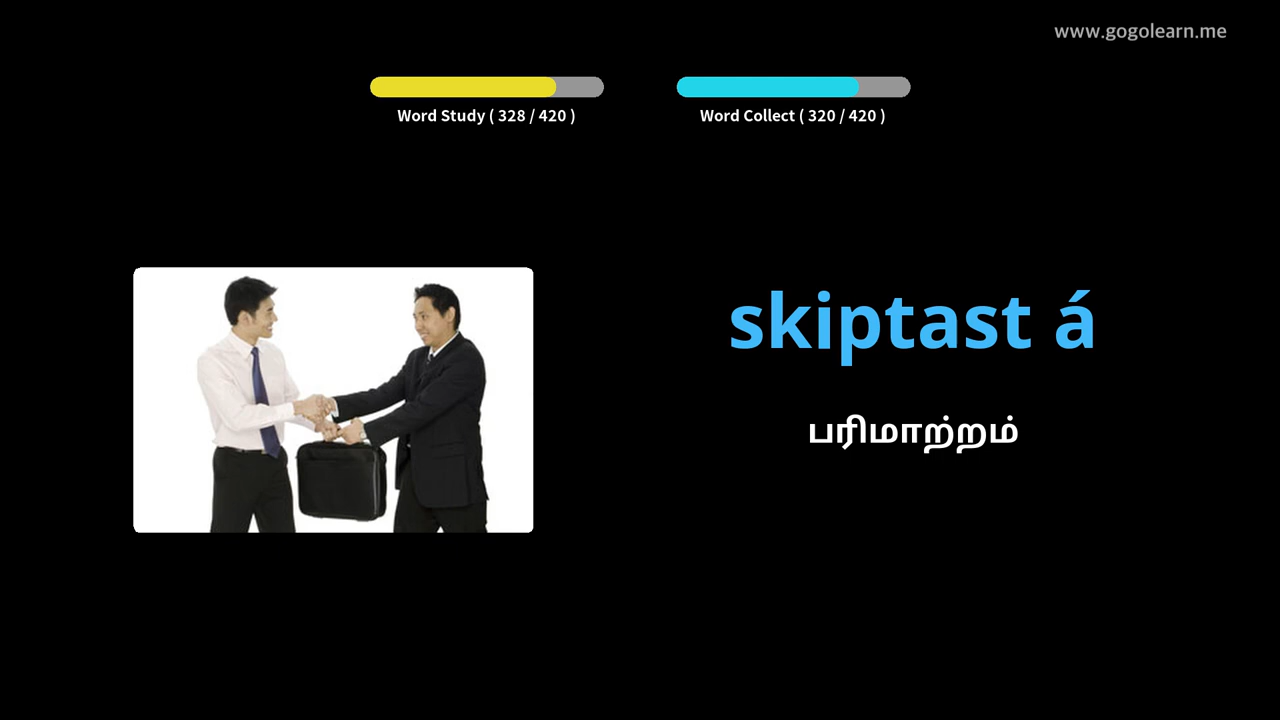 www.gogolearn.me
Word Study ( 328 / 420 )
Word Collect ( 320 / 420 )
skiptast á
பரிமாற்றம்